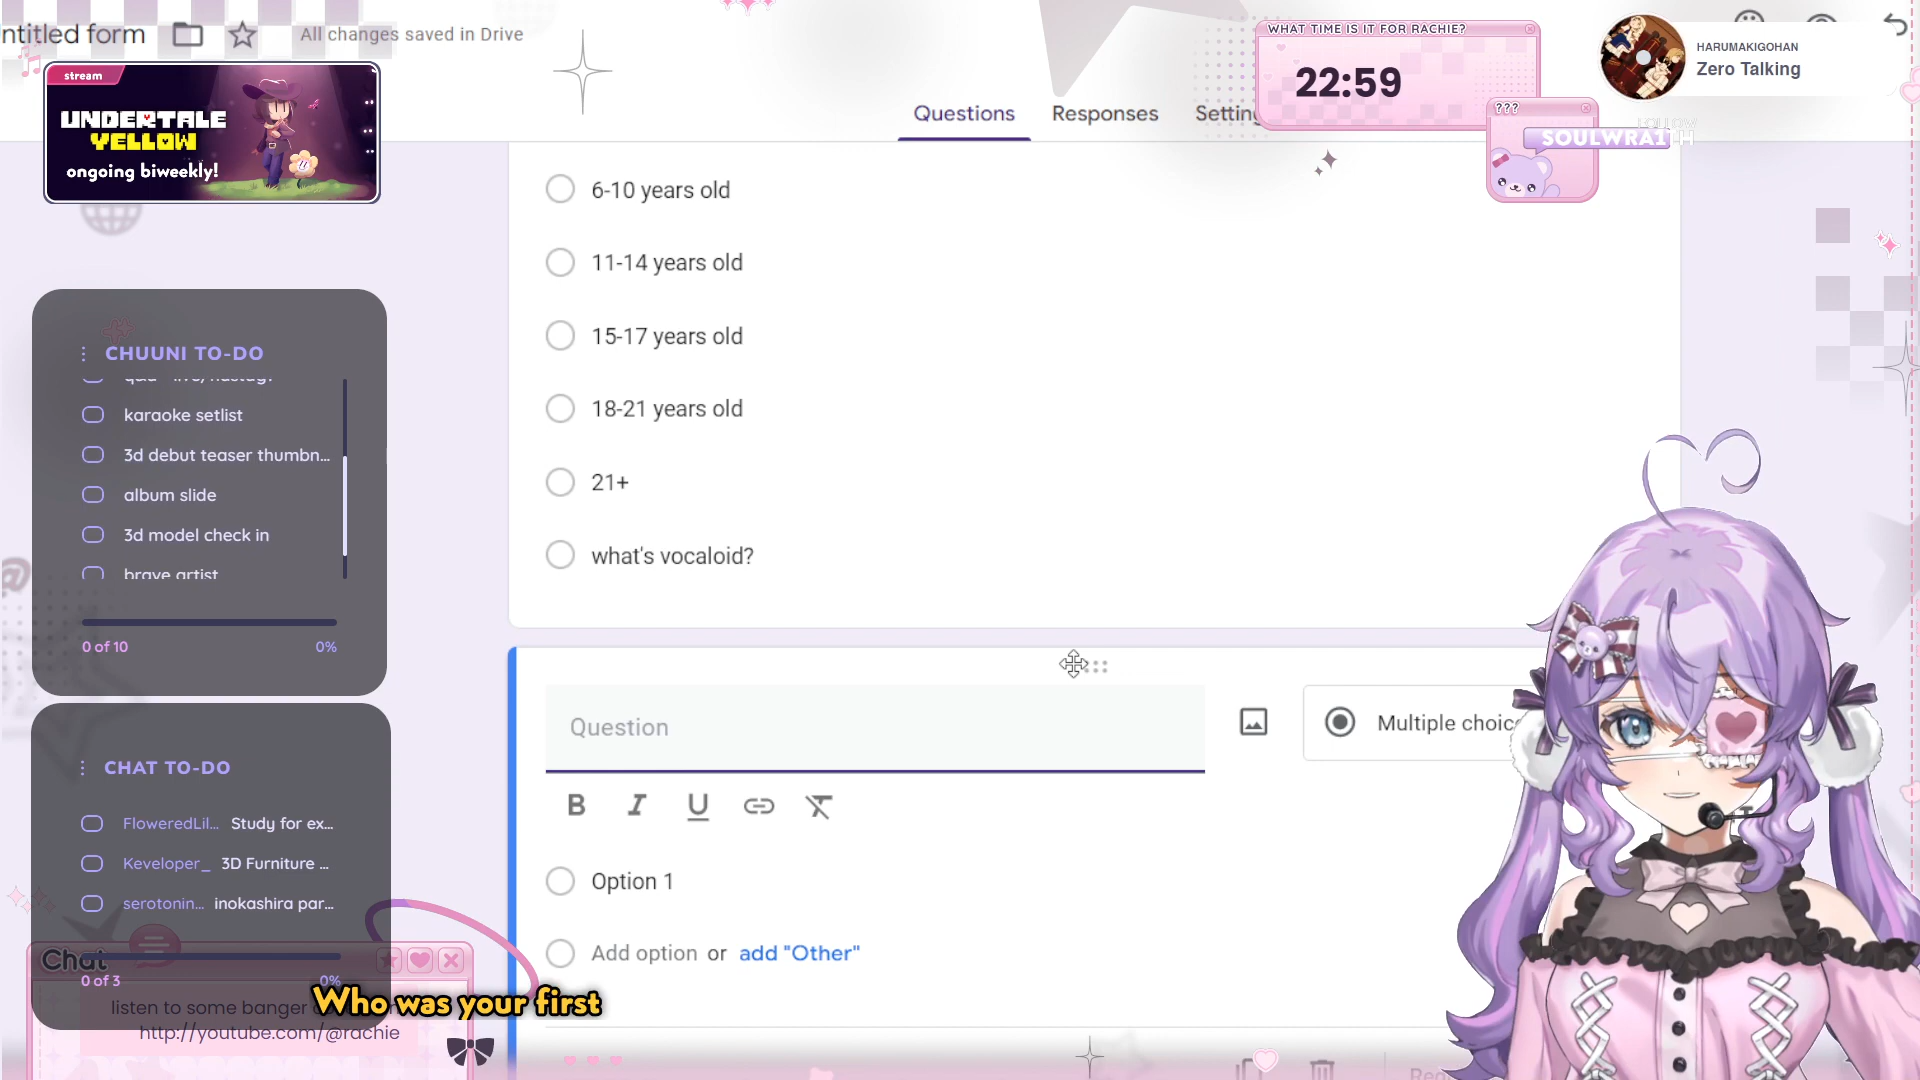 ntitled form
All changes saved in Drive
stream
UNDERTALE
YELLOW
ongoing biweekly!
Questions
Responses
Setting
WHAT TIME IS IT FOR RACHIE?
22:59
HARUMAKIGOHAN
Zero Talking
???
FOLLOW
SOULWRA1TH
6-10 years old
11-14 years old
15-17 years old
18-21 years old
21+
what's vocaloid?
CHUUNI TO-DO
karaoke setlist
3d debut teaser thumbn...
album slide
3d model check in
brave artist
0 of 10
0%
Question
Multiple choic
Option 1
Add option or add "Other"
CHAT TO-DO
FloweredLil... Study for ex...
Keveloper_ 3D Furniture ...
serotonin... inokashira par...
Chat
0 of 3
0%
listen to some banger
http://youtube.com/@rachie
Who was your first